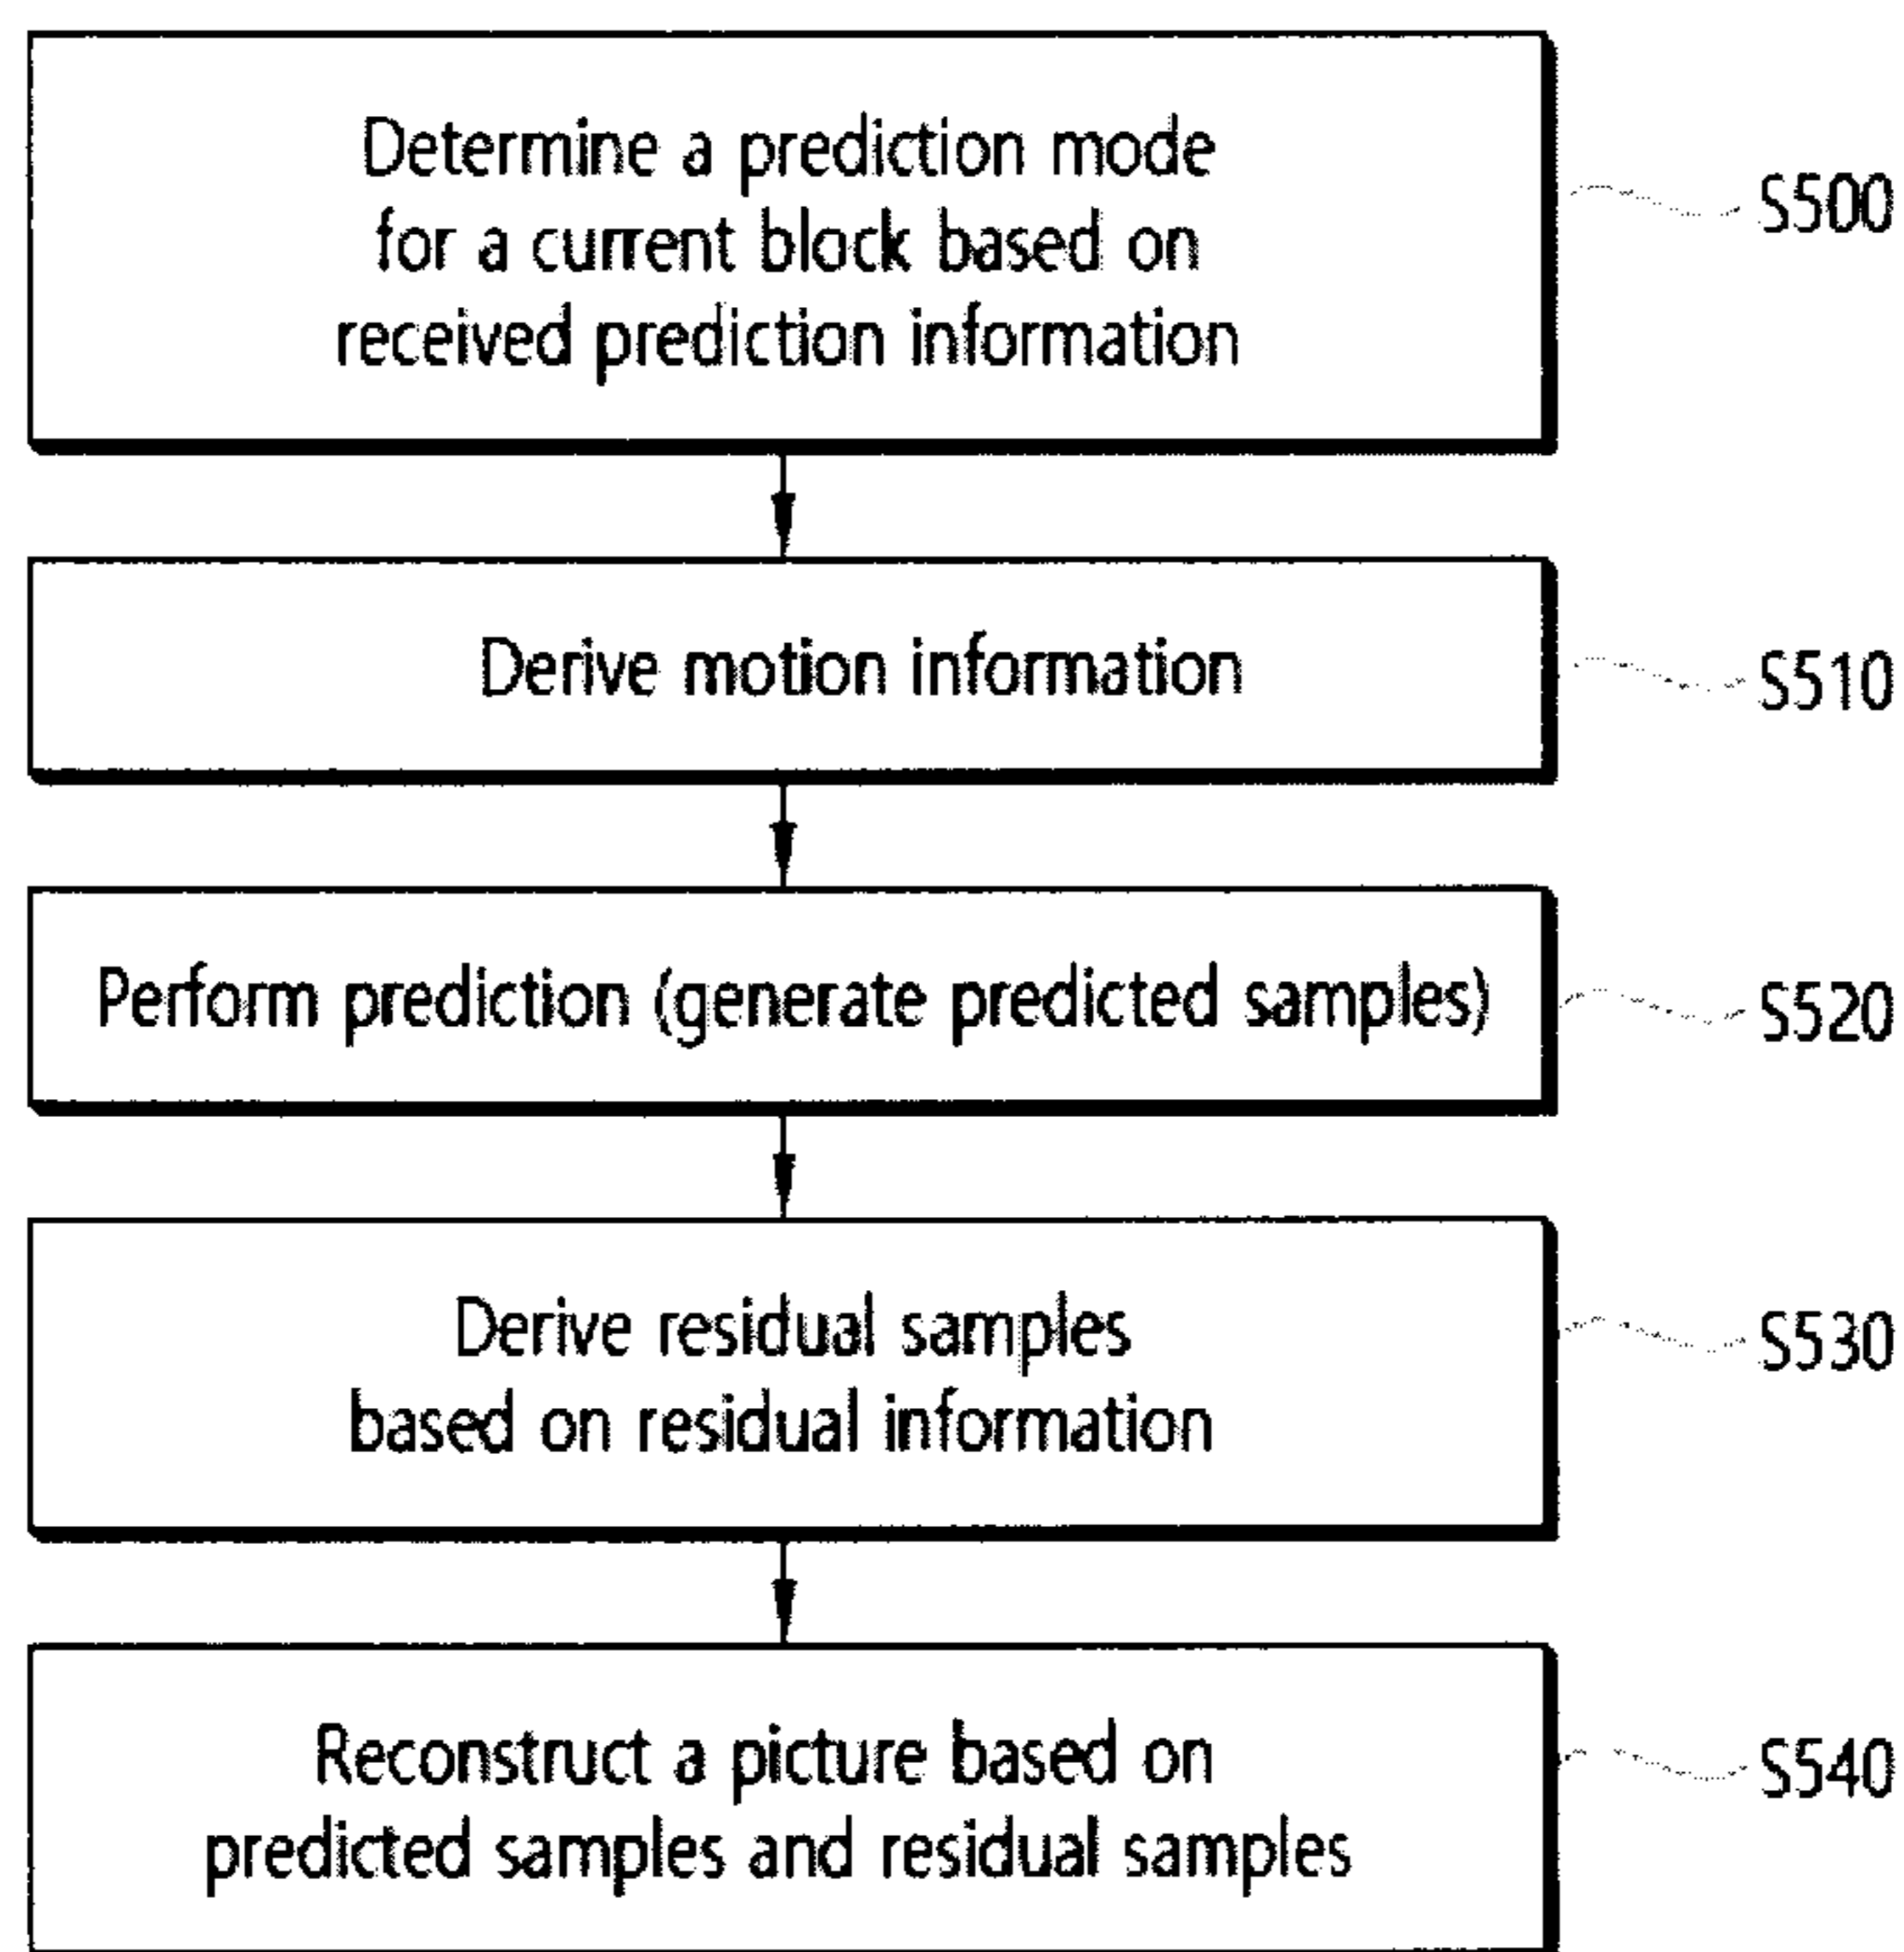 Determine a prediction mode
for a current block based on
received prediction information
S500
Derive motion information
S510
Perform prediction (generate predicted samples)
S520
Derive residual samples
based on residual information
S530
Reconstruct a picture based on
predicted samples and residual samples
S540